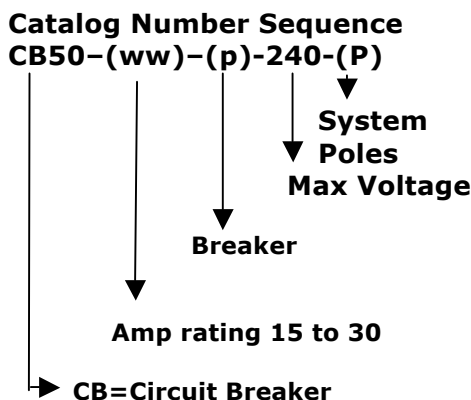 Catalog Number Sequence
CB50–(ww)–(p)-240-(P)
System
Poles
Max Voltage
Breaker
Amp rating 15 to 30
CB=Circuit Breaker